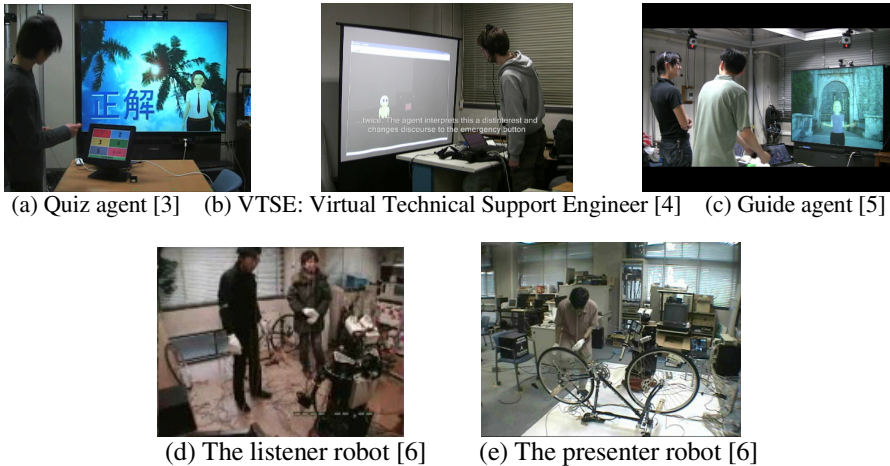 正解
...twice. The agent interprets this a distinterest and
changes discourse to the emergency button
(a) Quiz agent [3] (b) VTSE: Virtual Technical Support Engineer [4] (c) Guide agent [5]
(d) The listener robot [6] (e) The presenter robot [6]